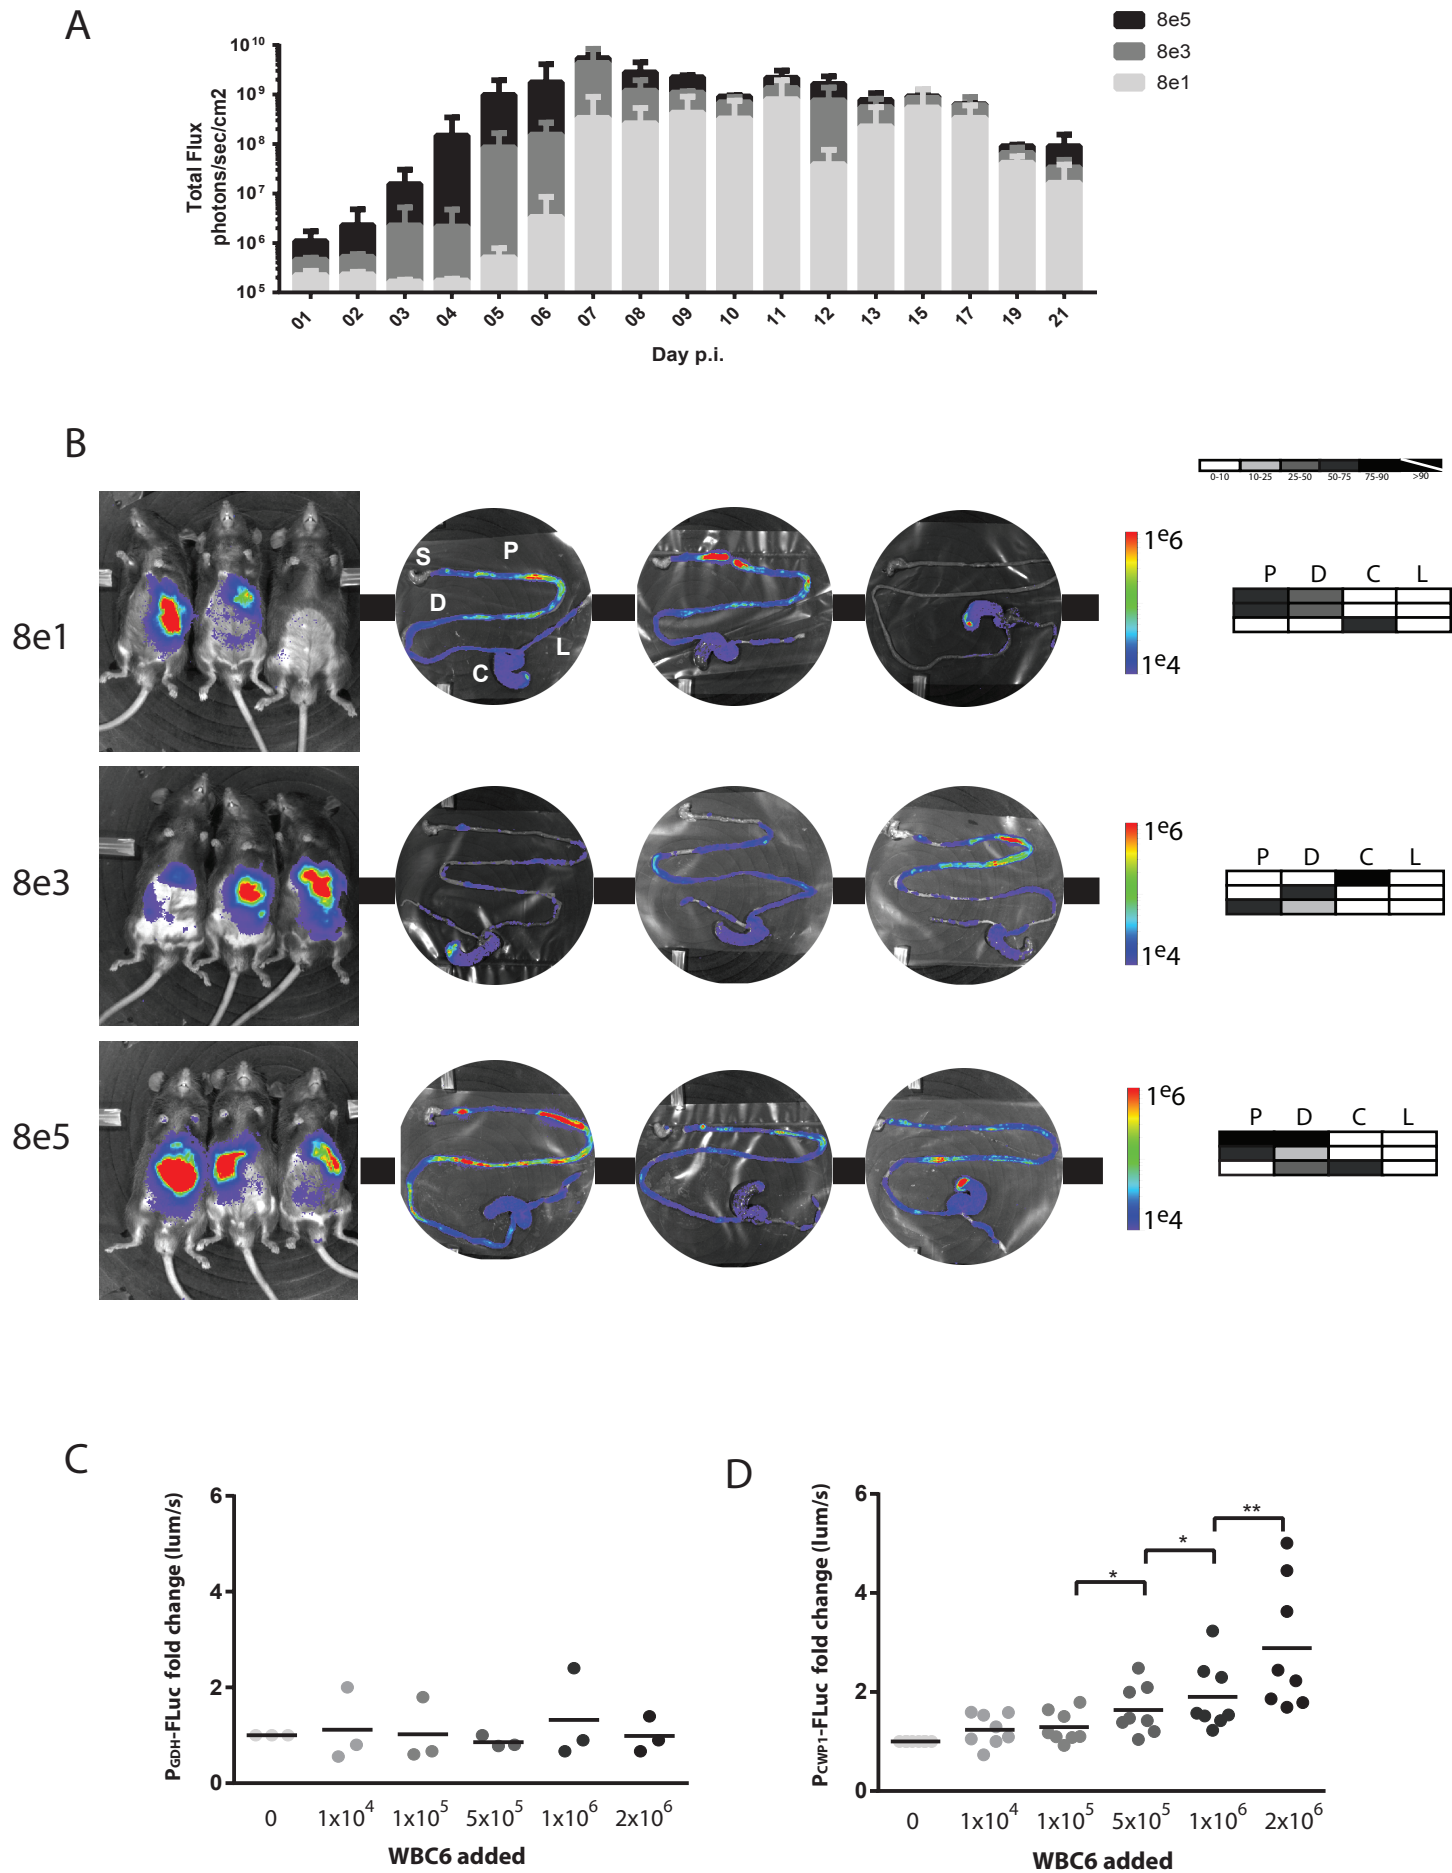 A
8e5
8e3
8e1
Total Flux
photons/sec/cm2
10^10
10^9
10^8
10^7
10^6
10^5
01 02 03 04 05 06 07 08 09 10 11 12 13 15 17 19 21
Day p.i.
B
0-10 10-25 25-50 50-75 75-90 >90
8e1
S P
D
C L
1e6
1e4
P D C L
8e3
1e6
1e4
P D C L
8e5
1e6
1e4
P D C L
C
PGDH-FLuc fold change (lum/s)
6
4
2
0
0 1x10^4 1x10^5 5x10^5 1x10^6 2x10^6
WBC6 added
D
PCWP1-FLuc fold change (lum/s)
6
4
2
0
* * **
0 1x10^4 1x10^5 5x10^5 1x10^6 2x10^6
WBC6 added